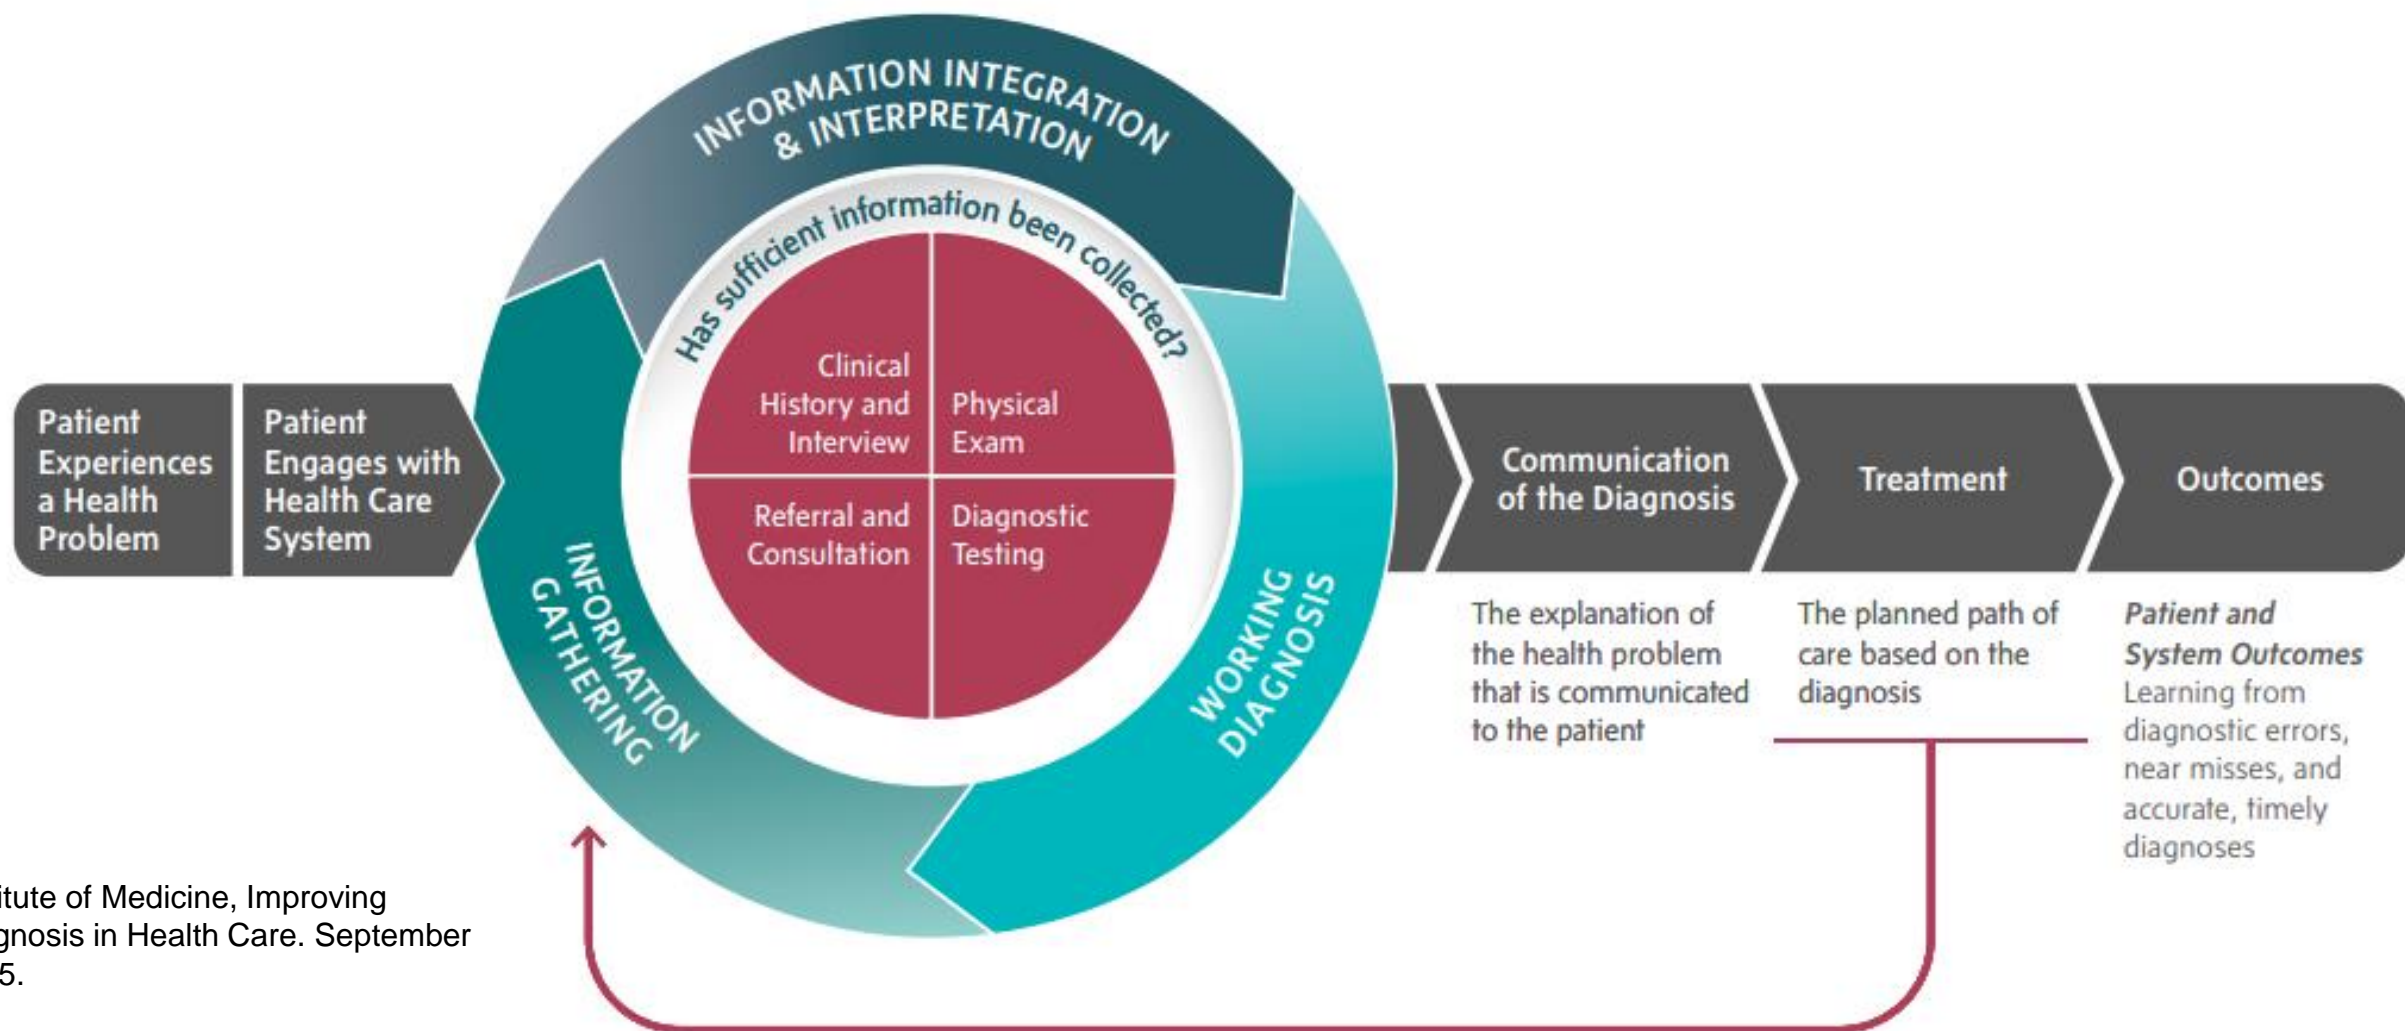 INFORMATION INTEGRATION
& INTERPRETATION
Has sufficient information been collected?
Clinical
History and
Interview
Physical
Exam
Referral and
Consultation
Diagnostic
Testing
INFORMATION
GATHERING
WORKING
DIAGNOSIS
Patient
Experiences
a Health
Problem
Patient
Engages with
Health Care
System
Communication
of the Diagnosis
Treatment
Outcomes
The explanation of
the health problem
that is communicated
to the patient
The planned path of
care based on the
diagnosis
Patient and
System Outcomes
Learning from
diagnostic errors,
near misses, and
accurate, timely
diagnoses
itute of Medicine, Improving
gnosis in Health Care. September
5.